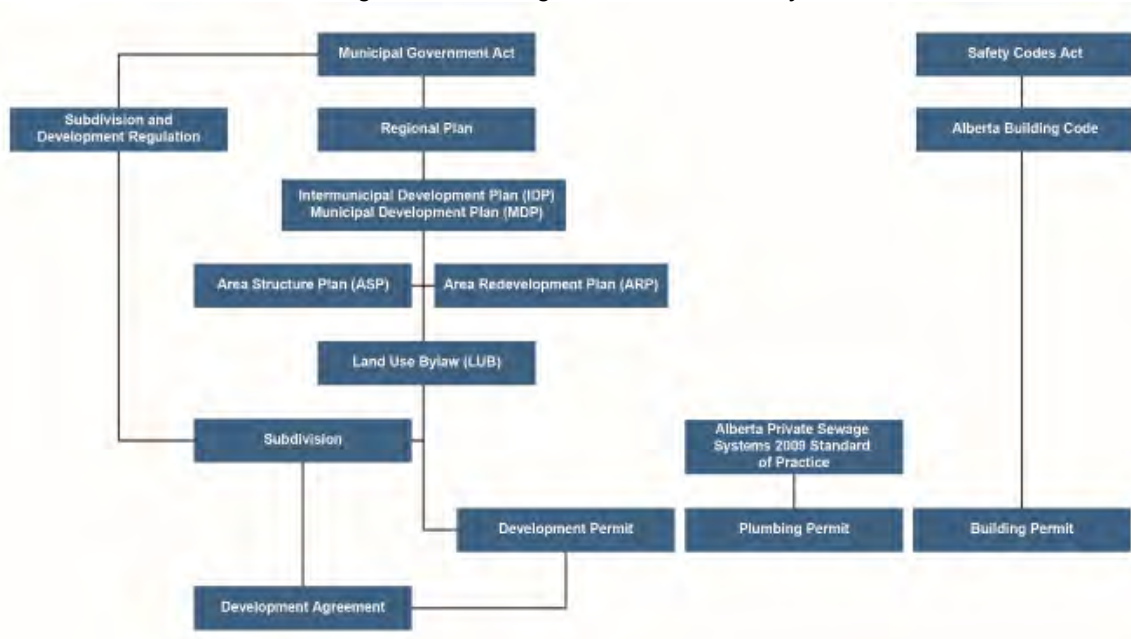 Municipal Government Act
Safety Codes Act
Subdivision and
Development Regulation
Regional Plan
Alberta Building Code
Intermunicipal Development Plan (IDP)
Municipal Development Plan (MDP)
Area Structure Plan (ASP)
Area Redevelopment Plan (ARP)
Land Use Bylaw (LUB)
Subdivision
Alberta Private Sewage
Systems 2009 Standard
of Practice
Development Permit
Plumbing Permit
Building Permit
Development Agreement